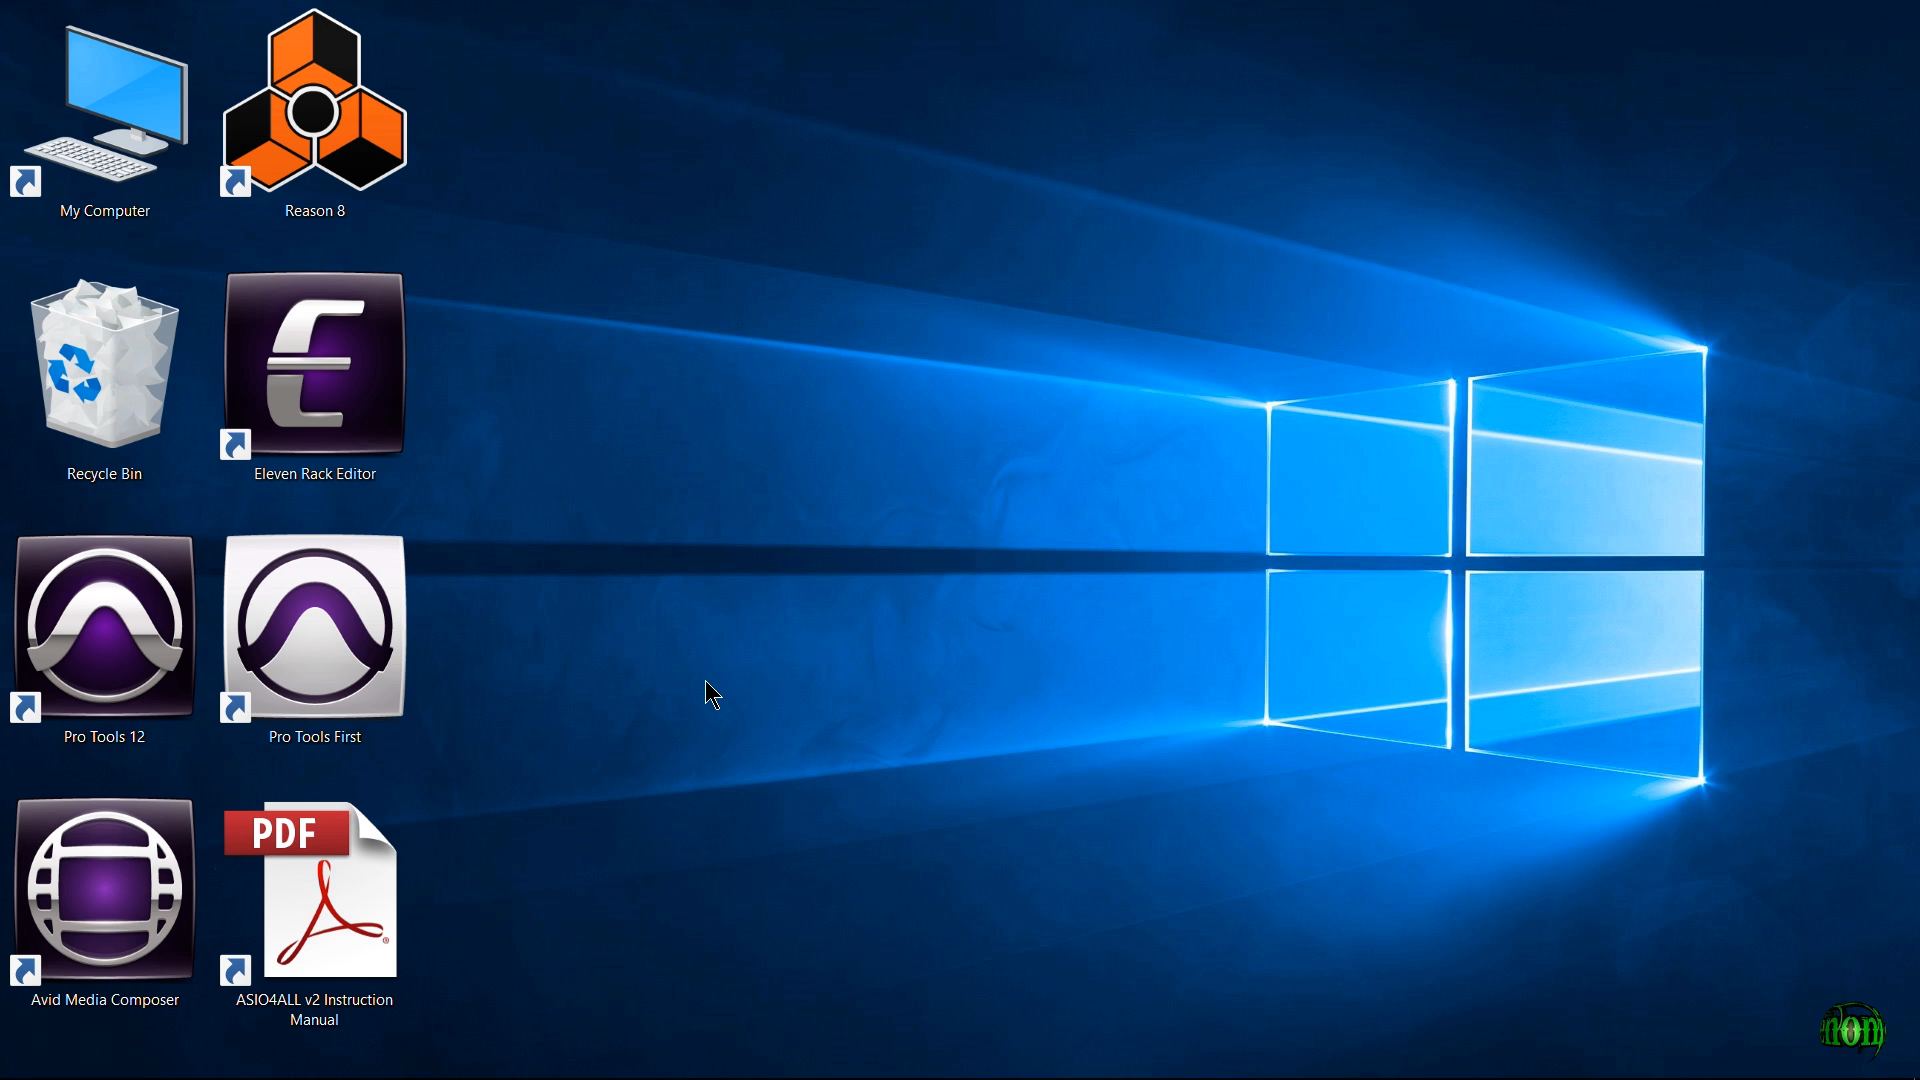 My Computer
Reason 8
Recycle Bin
Eleven Rack Editor
Pro Tools 12
Pro Tools First
Avid Media Composer
PDF
ASIO4ALL v2 Instruction
Manual